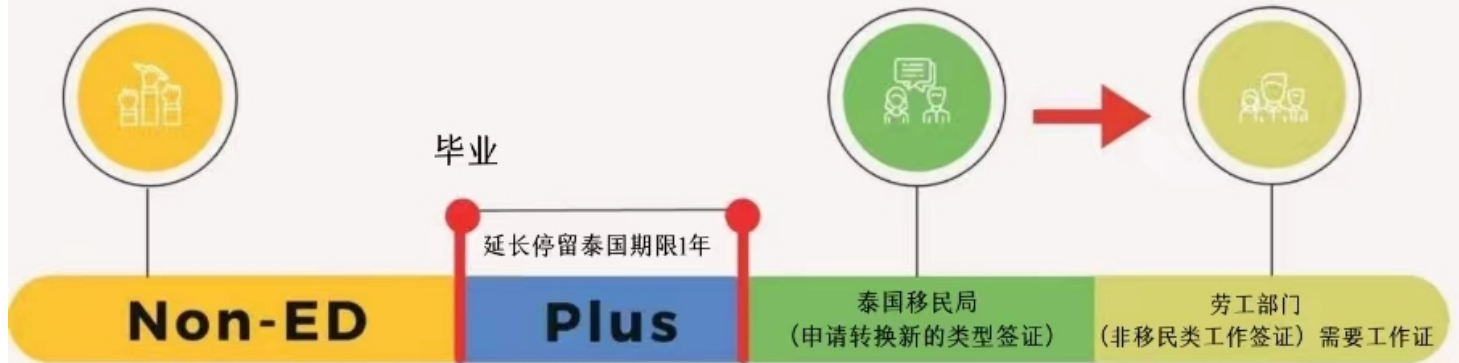 毕业
延长停留泰国期限1年
Non-ED
Plus
泰国移民局
（申请转换新的类型签证）
劳工部门
（非移民类工作签证）需要工作证